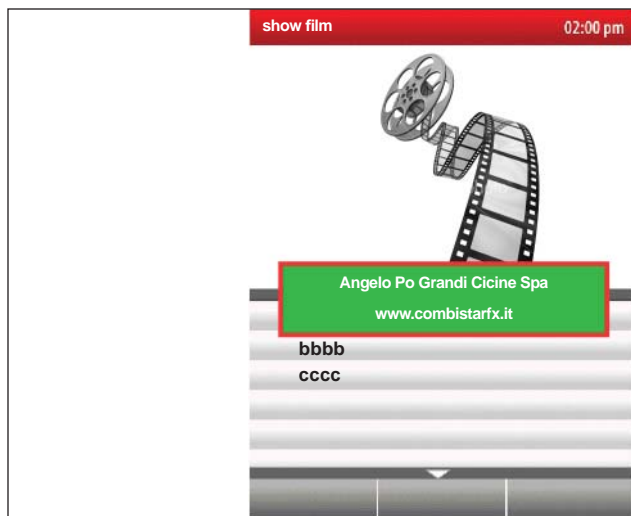 show film
02:00 pm
Angelo Po Grandi Cicine Spa
www.combistarfx.it
bbbb
cccc